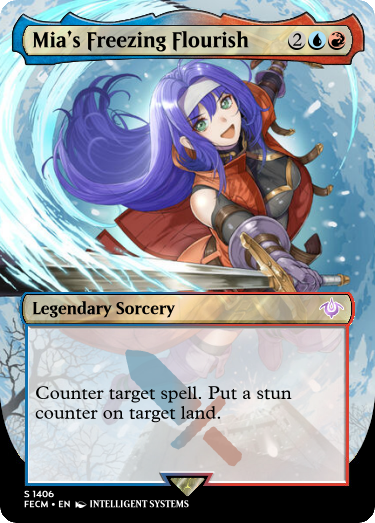 Mia's Freezing Flourish 2
Legendary Sorcery
Counter target spell. Put a stun
counter on target land.
S 1406
FECM • EN INTELLIGENT SYSTEMS